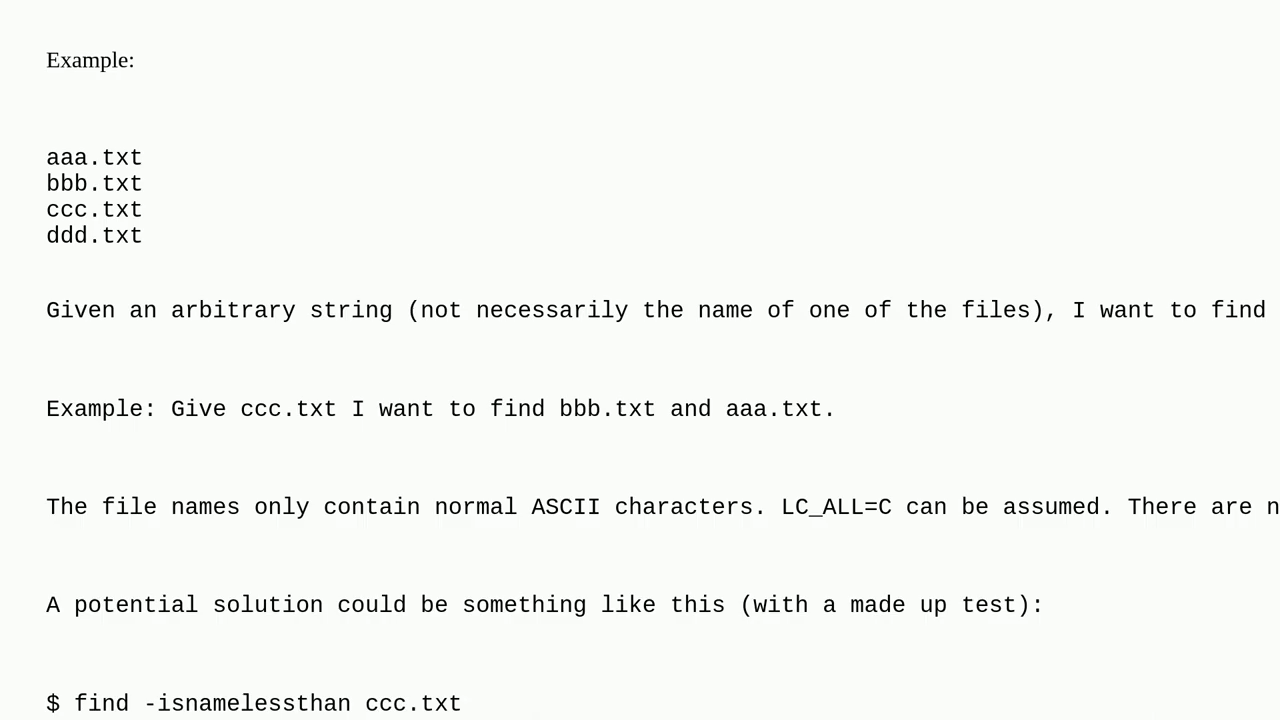 Example:
aaa.txt
bbb.txt
ccc.txt
ddd.txt
Given an arbitrary string (not necessarily the name of one of the files), I want to find
Example: Give ccc.txt I want to find bbb.txt and aaa.txt.
The file names only contain normal ASCII characters. LC_ALL=C can be assumed. There are n
A potential solution could be something like this (with a made up test):
$ find -isnamelessthan ccc.txt